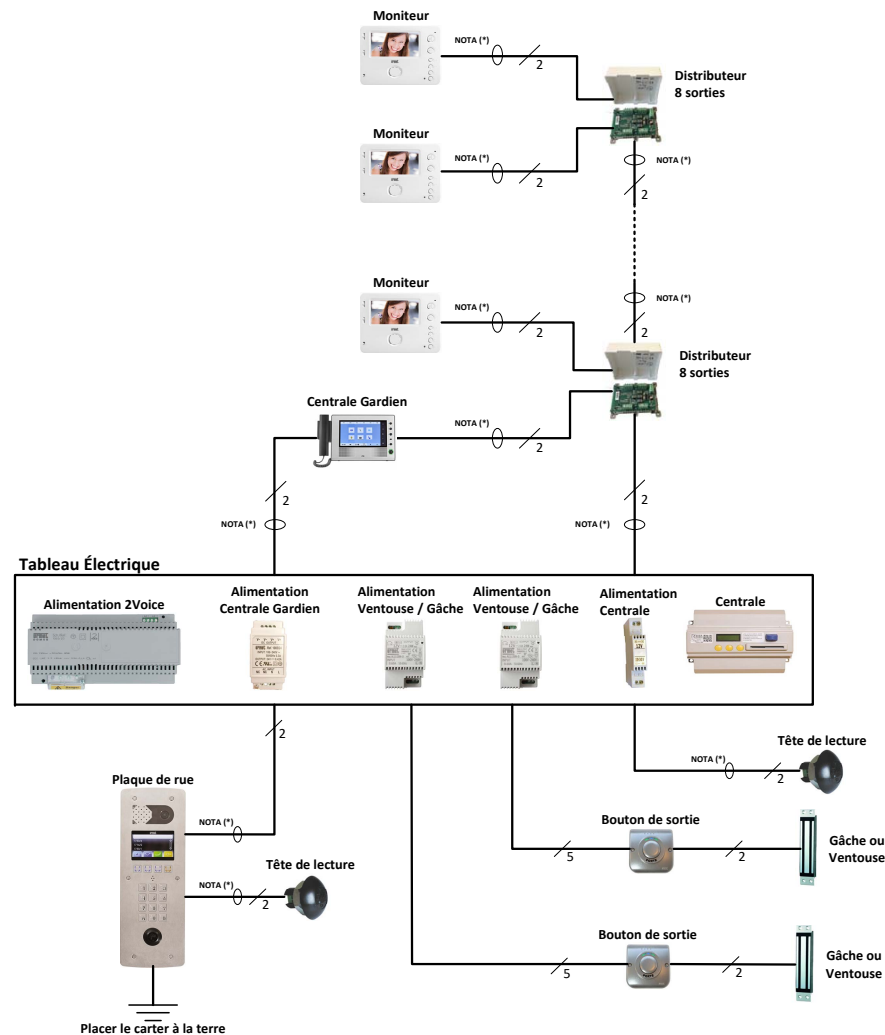 Moniteur
NOTA (*)
2
Distributeur
8 sorties
Moniteur
NOTA (*)
2
NOTA (*)
2
Moniteur
NOTA (*)
2
NOTA (*)
2
Distributeur
8 sorties
Centrale Gardien
NOTA (*)
2
2
NOTA (*)
2
NOTA (*)
Tableau Électrique
Alimentation 2Voice
Alimentation
Centrale Gardien
Alimentation
Ventouse / Gâche
Alimentation
Ventouse / Gâche
Alimentation
Centrale
Centrale
2
Plaque de rue
NOTA (*)
NOTA (*)
2
Tête de lecture
NOTA (*)
2
Tête de lecture
Bouton de sortie
5
2
Gâche ou
Ventouse
Bouton de sortie
5
2
Gâche ou
Ventouse
Placer le carter à la terre